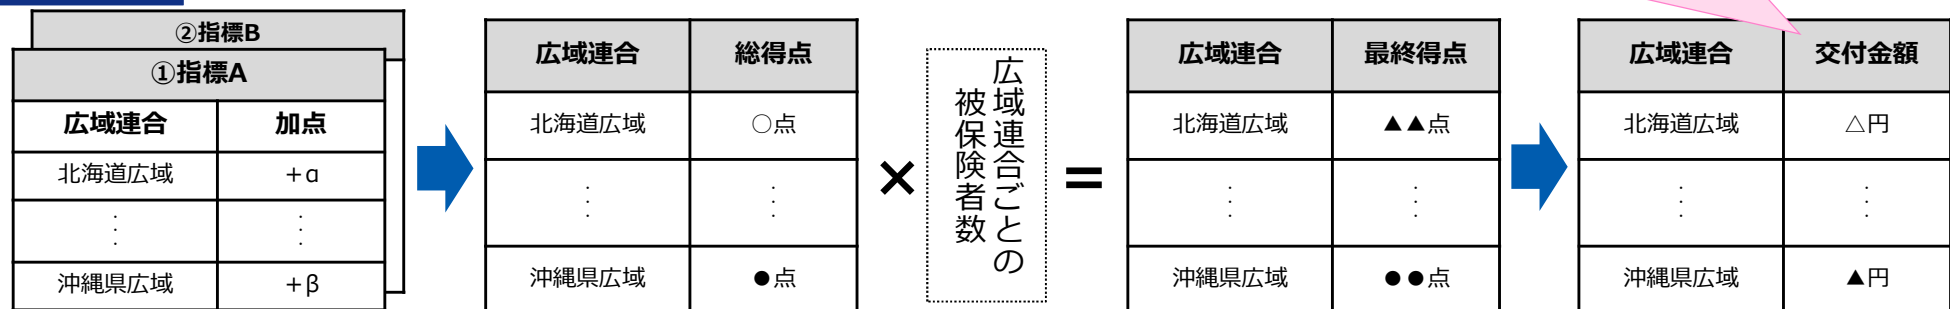 ②指標B
①指標A
広域連合 加点
北海道広域 +α
: :
沖縄県広域 +β
広域連合 総得点
北海道広域 ○点
: :
沖縄県広域 ●点
×
広域連合ごとの
被保険者数
=
広域連合 最終得点
北海道広域 ▲▲点
: :
沖縄県広域 ●●点
広域連合 交付金額
北海道広域 △円
: :
沖縄県広域 ▲円